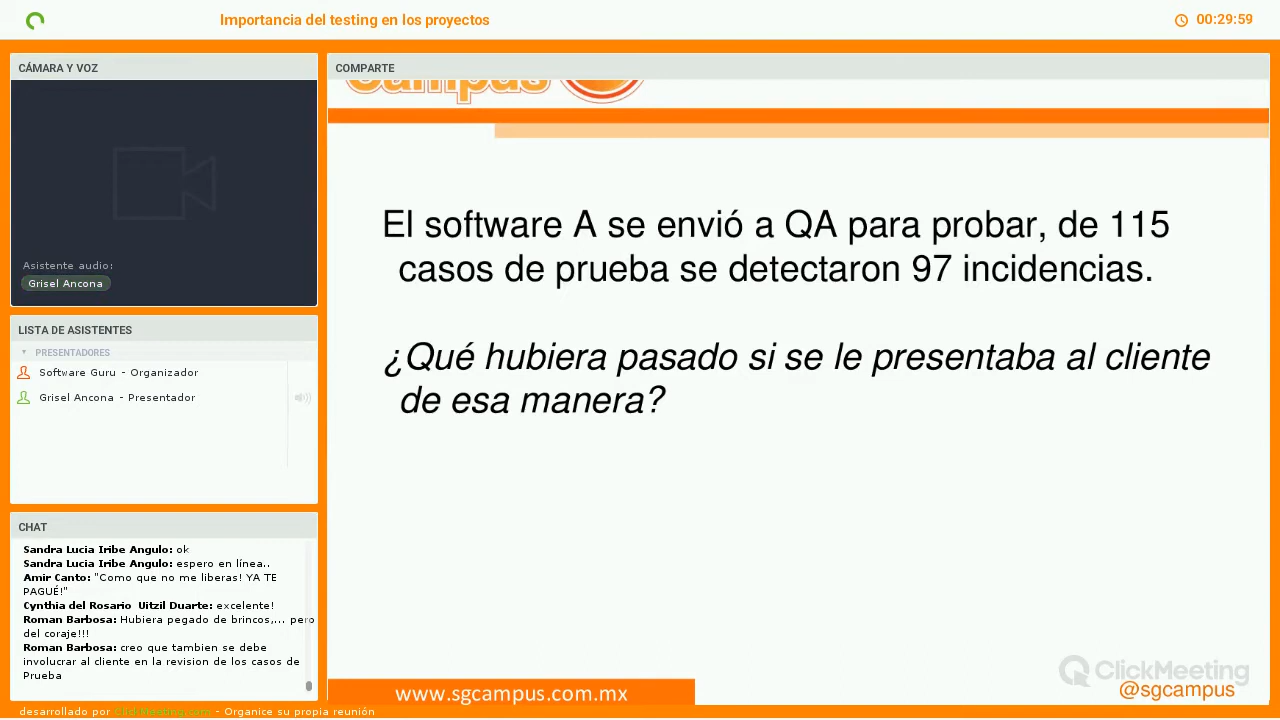 Importancia del testing en los proyectos
00:29:59
CÁMARA Y VOZ
Asistente audio:
Grisel Ancona
LISTA DE ASISTENTES
PRESENTADORES
Software Guru - Organizador
Grisel Ancona - Presentador
CHAT
Sandra Lucia Iribe Angulo: ok
Sandra Lucia Iribe Angulo: espero en línea..
Amir Canto: "Como que no me liberas! YA TE
PAGUÉ!"
Cynthia del Rosario Uitzil Duarte: excelente!
Roman Barbosa: Hubiera pegado de brincos,... pero
del coraje!!!
Roman Barbosa: creo que tambien se debe
involucrar al cliente en la revision de los casos de
Prueba
COMPARTE
Campus
El software A se envió a QA para probar, de 115
casos de prueba se detectaron 97 incidencias.
¿Qué hubiera pasado si se le presentaba al cliente
de esa manera?
www.sgcampus.com.mx
ClickMeeting
@sgcampus
desarrollado por ClickMeeting.com - Organice su propia reunión